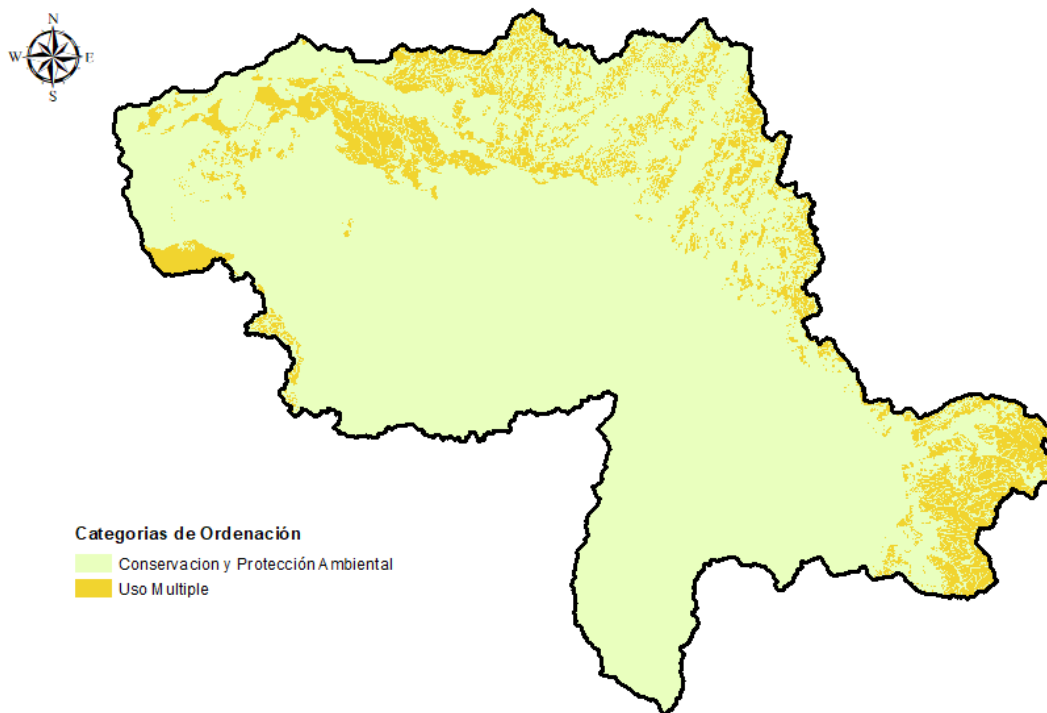 N
W E
S
Categorias de Ordenación
Conservacion y Protección Ambiental
Uso Multiple